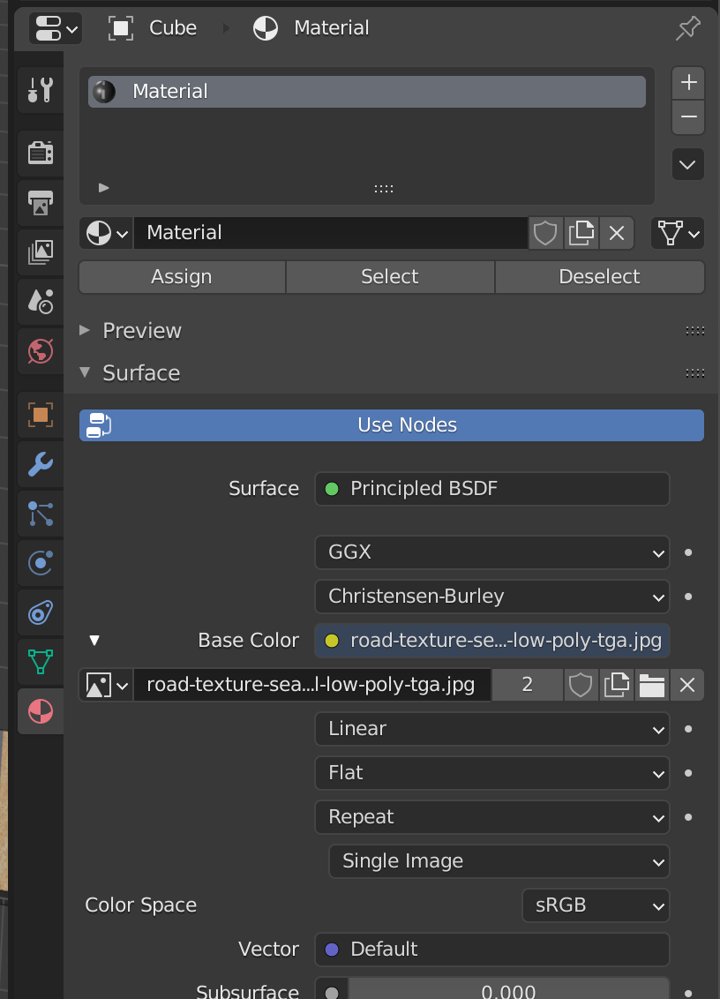 Cube Material
Material
Material
Assign Select Deselect
Preview
Surface
Use Nodes
Surface Principled BSDF
GGX
Christensen-Burley
Base Color road-texture-se...-low-poly-tga.jpg
road-texture-sea...l-low-poly-tga.jpg 2
Linear
Flat
Repeat
Single Image
Color Space sRGB
Vector Default
Subsurface 0.000